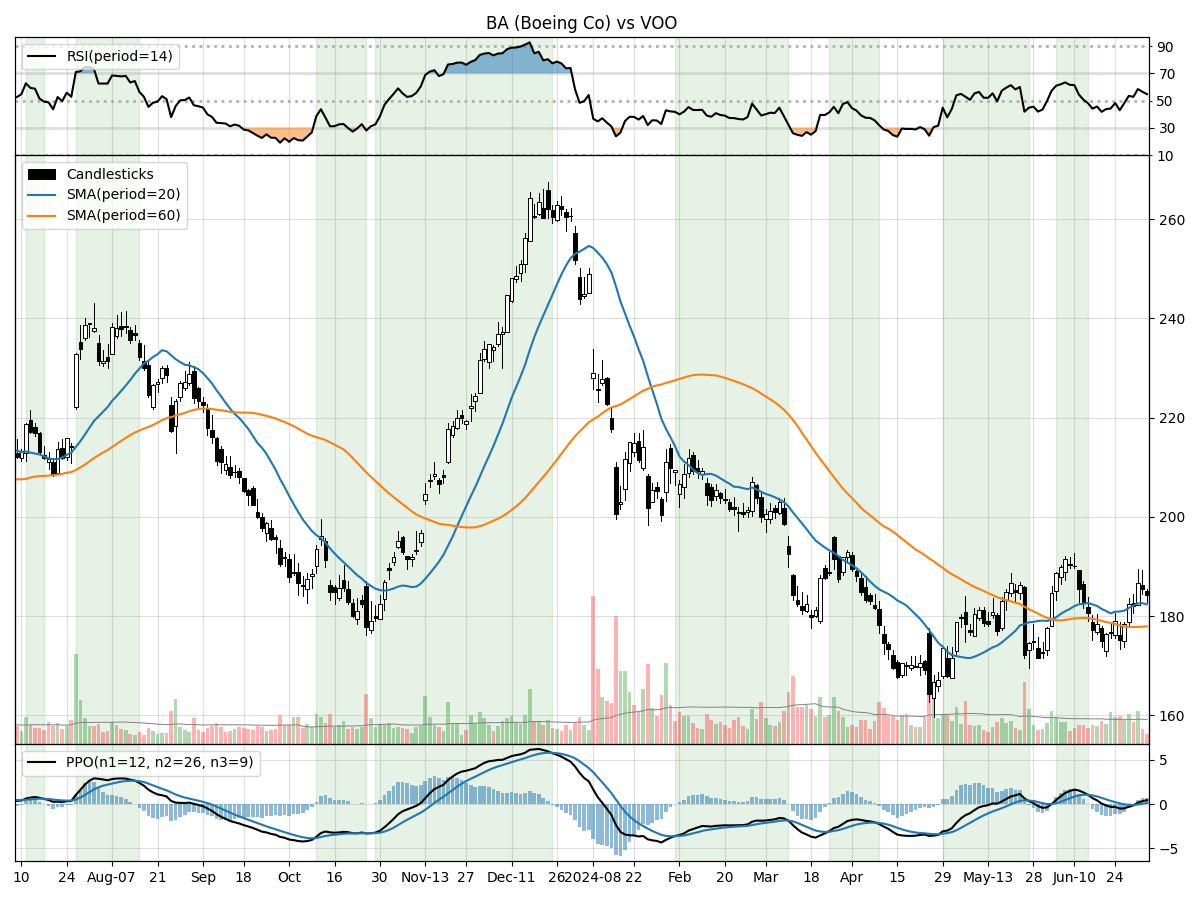 BA (Boeing Co) vs VOO
RSI(period=14)
90
70
50
30
10
Candlesticks
SMA(period=20)
SMA(period=60)
260
240
220
200
180
160
PPO(n1=12, n2=26, n3=9)
5
0
−5
10 24 Aug-07 21 Sep 18 Oct 16 30 Nov-13 27 Dec-11 26 2024-08 22 Feb 20 Mar 18 Apr 15 29 May-13 28 Jun-10 24